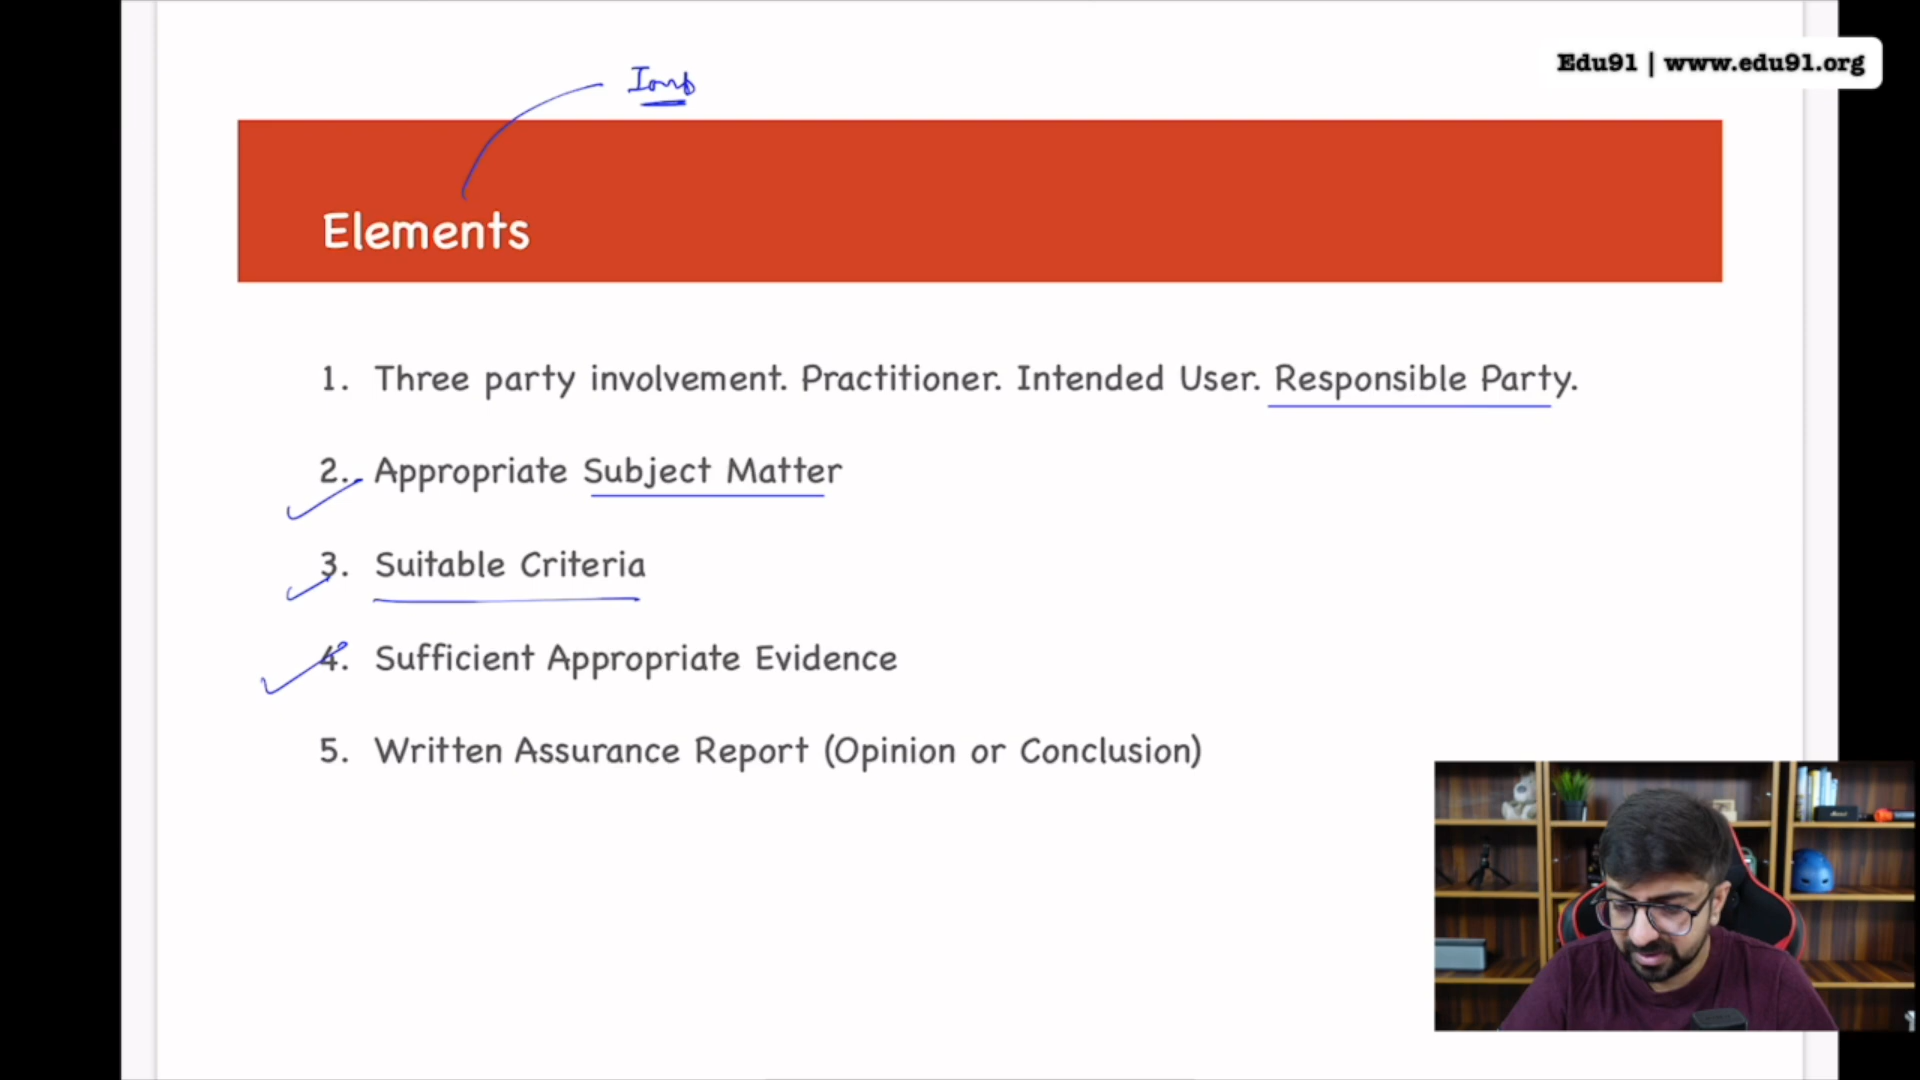 Edu91 | www.edu91.org
Elements
1. Three party involvement. Practitioner. Intended User. Responsible Party.
2. Appropriate Subject Matter
3. Suitable Criteria
4. Sufficient Appropriate Evidence
5. Written Assurance Report (Opinion or Conclusion)